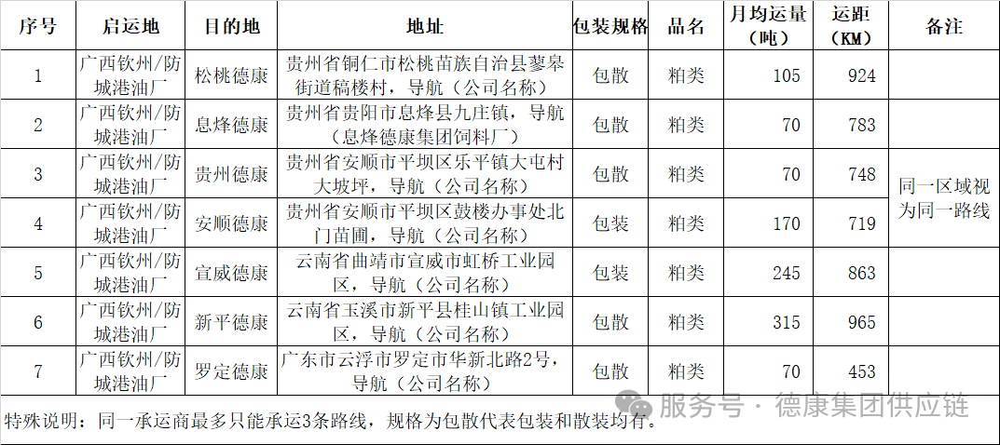 序号 启运地 目的地 地址 包装规格 品名 月均运量（吨） 运距（KM） 备注
1 广西钦州/防城港油厂 松桃德康 贵州省铜仁市松桃苗族自治县蓼皋街道稿楼村，导航（公司名称） 包散 粕类 105 924
2 广西钦州/防城港油厂 息烽德康 贵州省贵阳市息烽县九庄镇，导航（息烽德康集团饲料厂） 包散 粕类 70 783
3 广西钦州/防城港油厂 贵州德康 贵州省安顺市平坝区乐平镇大屯村大坡坪，导航（公司名称） 包散 粕类 70 748 同一区域视为同一路线
4 广西钦州/防城港油厂 安顺德康 贵州省安顺市平坝区鼓楼办事处北门苗圃，导航（公司名称） 包装 粕类 170 719
5 广西钦州/防城港油厂 宣威德康 云南省曲靖市宣威市虹桥工业园区，导航（公司名称） 包装 粕类 245 863
6 广西钦州/防城港油厂 新平德康 云南省玉溪市新平县桂山镇工业园区，导航（公司名称） 包散 粕类 315 965
7 广西钦州/防城港油厂 罗定德康 广东市云浮市罗定市华新北路2号，导航（公司名称） 包散 粕类 70 453
特殊说明：同一承运商最多只能承运3条路线，规格为包散代表包装和散装均有。
服务号·德康集团供应链